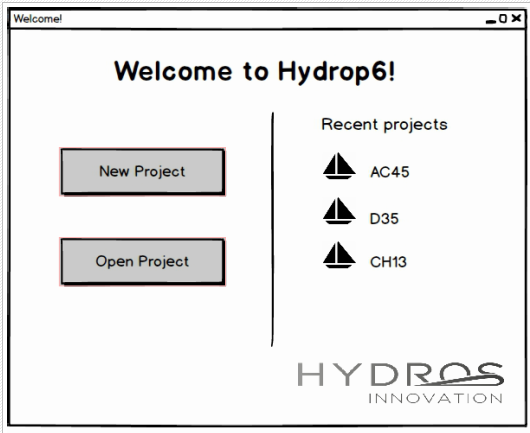 Welcome!
Welcome to Hydrop6!
New Project
Open Project
Recent projects
AC45
D35
CH13
HYDROS
INNOVATION